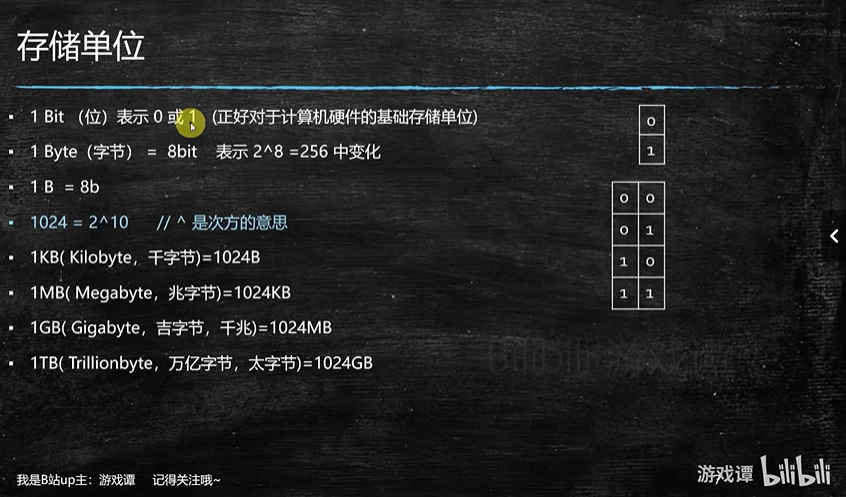 存储单位
1 Bit （位）表示 0 或 1 (正好对于计算机硬件的基础存储单位)
1 Byte（字节） = 8bit 表示 2^8 =256 中变化
1 B = 8b
1024 = 2^10 // ^ 是次方的意思
1KB( Kilobyte，千字节)=1024B
1MB( Megabyte，兆字节)=1024KB
1GB( Gigabyte，吉字节，千兆)=1024MB
1TB( Trillionbyte，万亿字节，太字节)=1024GB
0
1
0 0
0 1
1 0
1 1
Bilibili 游戏谭
我是B站up主：游戏谭 记得关注哦~
游戏谭 bilibili